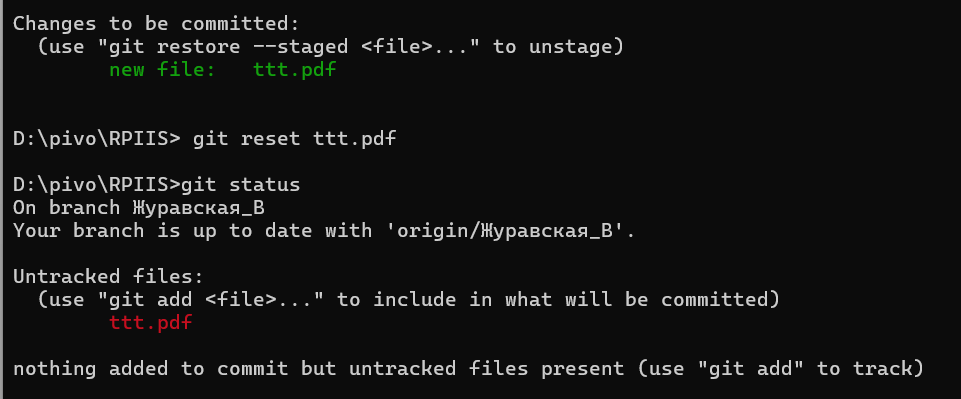 Changes to be committed:
  (use "git restore --staged <file>..." to unstage)
        new file:   ttt.pdf
D:\pivo\RPIIS> git reset ttt.pdf
D:\pivo\RPIIS>git status
On branch Журавская_В
Your branch is up to date with 'origin/Журавская_В'.
Untracked files:
  (use "git add <file>..." to include in what will be committed)
        ttt.pdf
nothing added to commit but untracked files present (use "git add" to track)